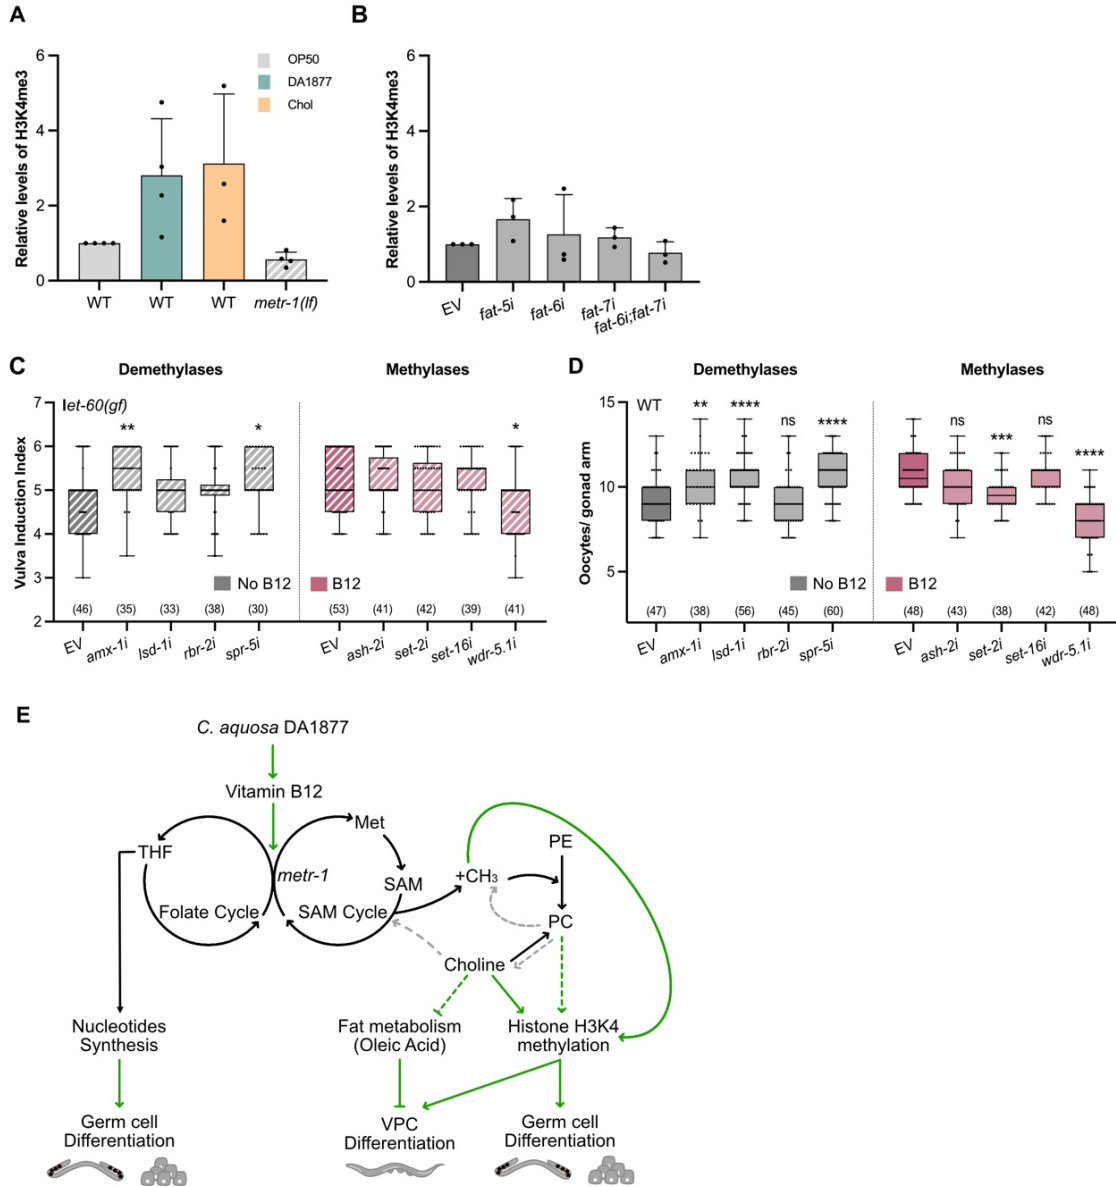 A
Relative levels of H3K4me3
6
4
2
0
OP50
DA1877
Chol
WT
WT
WT
metr-1(lf)
B
Relative levels of H3K4me3
6
4
2
0
EV
fat-5i
fat-6i
fat-7i
fat-6i;fat-7i
C
Demethylases
Methylases
Vulva Induction Index
7
6
5
4
3
2
let-60(gf)
**
*
*
No B12
B12
(46)
(35)
(33)
(38)
(30)
(53)
(41)
(42)
(39)
(41)
EV
amx-1i
lsd-1i
rbr-2i
spr-5i
EV
ash-2i
set-2i
set-16i
wdr-5.1i
D
Demethylases
Methylases
Oocytes/ gonad arm
15
10
5
WT
**
****
ns
****
ns
***
ns
****
No B12
B12
(47)
(38)
(56)
(45)
(60)
(48)
(43)
(38)
(42)
(48)
EV
amx-1i
lsd-1i
rbr-2i
spr-5i
EV
ash-2i
set-2i
set-16i
wdr-5.1i
E
C. aquosa DA1877
Vitamin B12
THF
Met
metr-1
SAM
Folate Cycle
SAM Cycle
+CH₃
PE
PC
Choline
Nucleotides
Synthesis
Fat metabolism
(Oleic Acid)
Histone H3K4
methylation
Germ cell
Differentiation
VPC
Differentiation
Germ cell
Differentiation